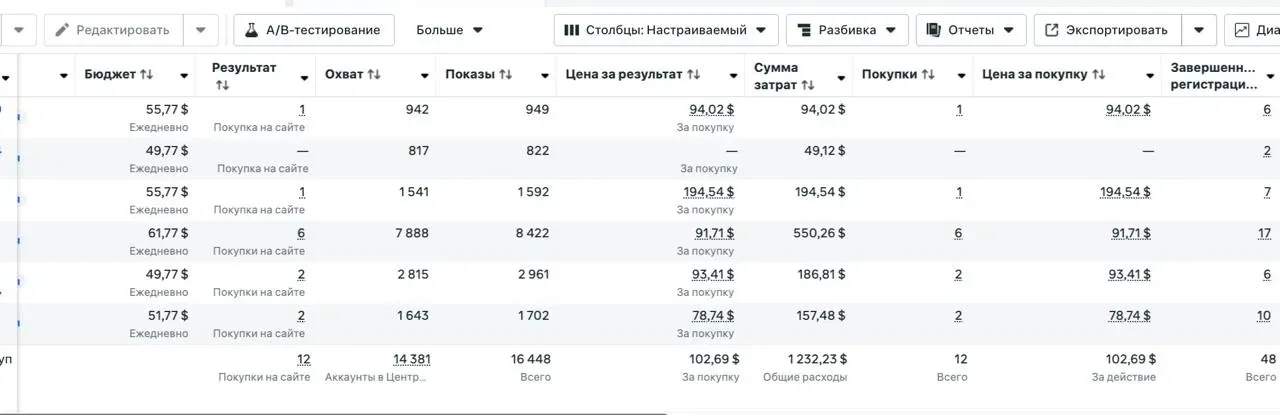 Редактировать A/B-тестирование Больше Столбцы: Настраиваемый Разбивка Отчеты Экспортировать Диа
Бюджет Результат Охват Показы Цена за результат Сумма затрат Покупки Цена за покупку Завершенн... регистраци...
55,77 $ 1 942 949 94,02 $ 94,02 $ 1 94,02 $ 6
Ежедневно Покупка на сайте За покупку
49,77 $ — 817 822 — 49,12 $ — — 2
Ежедневно Покупка на сайте За покупку
55,77 $ 1 1 541 1 592 194,54 $ 194,54 $ 1 194,54 $ 7
Ежедневно Покупка на сайте За покупку
61,77 $ 6 7 888 8 422 91,71 $ 550,26 $ 6 91,71 $ 17
Ежедневно Покупки на сайте За покупку
49,77 $ 2 2 815 2 961 93,41 $ 186,81 $ 2 93,41 $ 6
Ежедневно Покупки на сайте За покупку
51,77 $ 2 1 643 1 702 78,74 $ 157,48 $ 2 78,74 $ 10
Ежедневно Покупки на сайте За покупку
уп 12 14 381 16 448 102,69 $ 1 232,23 $ 12 102,69 $ 48
Покупки на сайте Аккаунты в Центр... Всего За покупку Общие расходы Всего За действие Всего